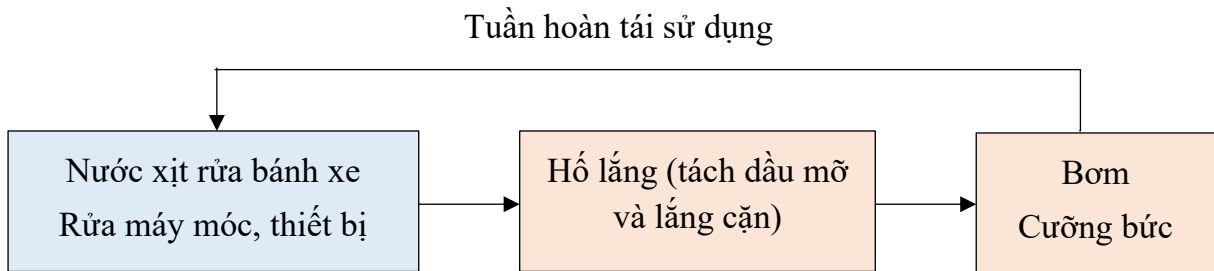 Tuần hoàn tái sử dụng
Nước xịt rửa bánh xe
Rửa máy móc, thiết bị
Hố lắng (tách dầu mỡ
và lắng cặn)
Bơm
Cưỡng bức